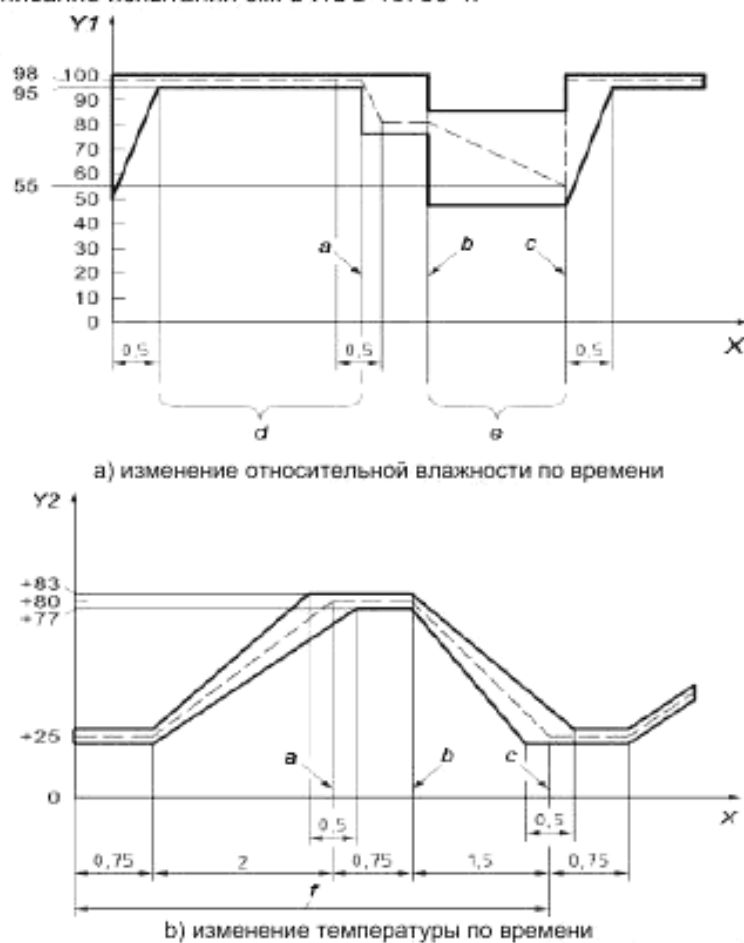 Y1
98 100
95
90
80
70
60
55
50
40
30
20
10
0
a
b
c
X
0,5
0,5
0,5
d
e
a) изменение относительной влажности по времени
Y2
+83
+80
+77
+25
0
a
b
c
X
0,5
0,5
0,75
2
0,75
1,5
0,75
f
b) изменение температуры по времени